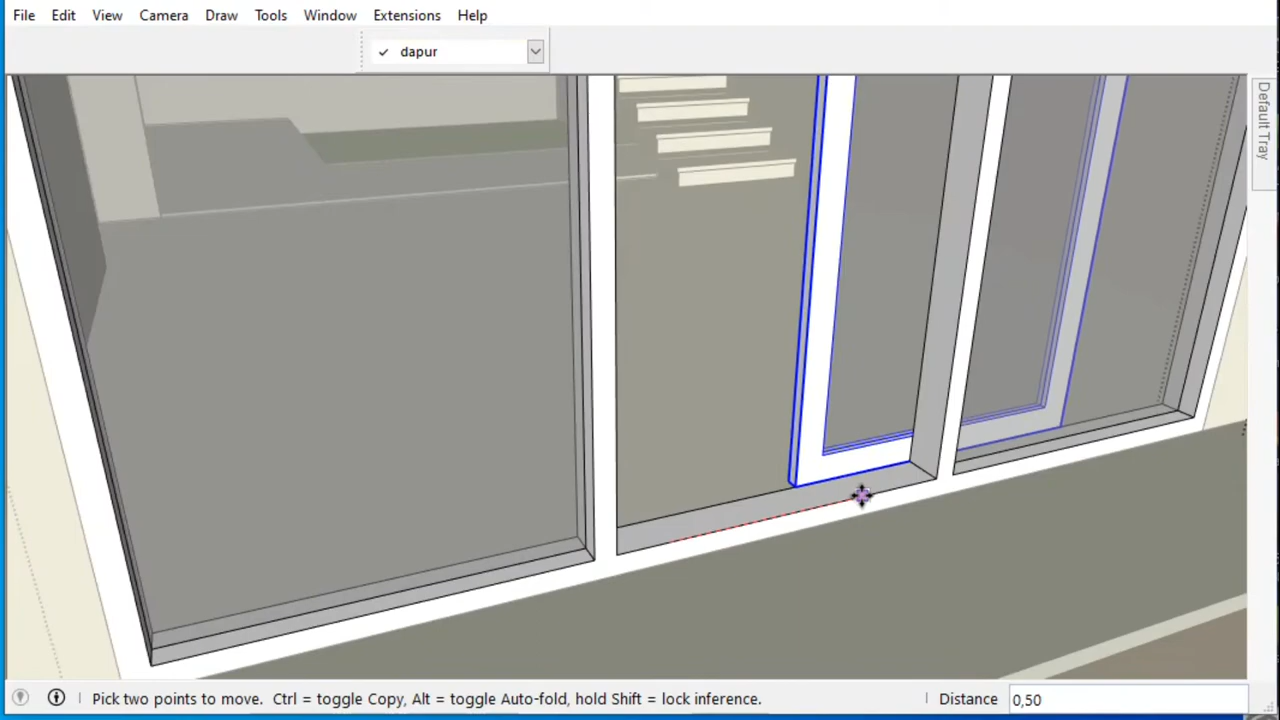 File Edit View Camera Draw Tools Window Extensions Help
dapur
Default Tray
Pick two points to move. Ctrl = toggle Copy, Alt = toggle Auto-fold, hold Shift = lock inference. Distance 0,50